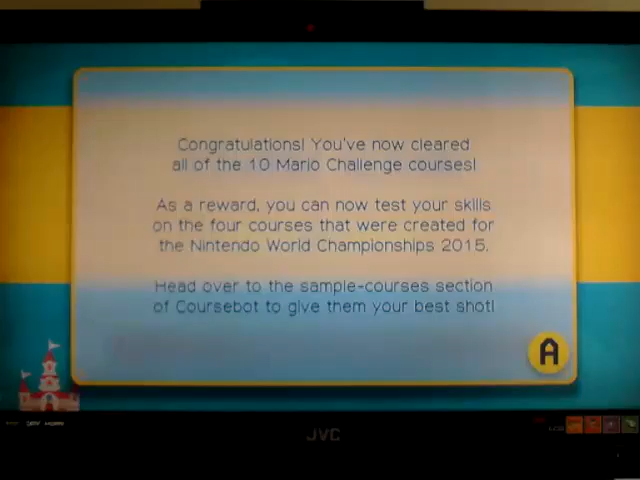 Congratulations! You've now cleared
all of the 10 Mario Challenge courses!
As a reward, you can now test your skills
on the four courses that were created for
the Nintendo World Championships 2015.
Head over to the sample-courses section
of Coursebot to give them your best shot!
A
JVC